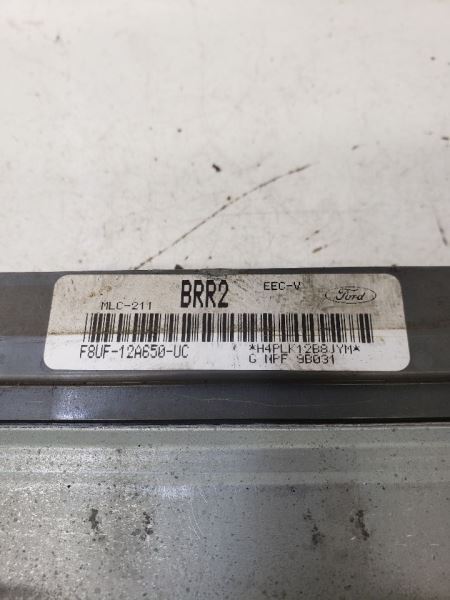 MLC-211 BRR2 EEC-V Ford
F8UF-12A650-UC *H4PLK12B8JYM*
G NPF 9B031